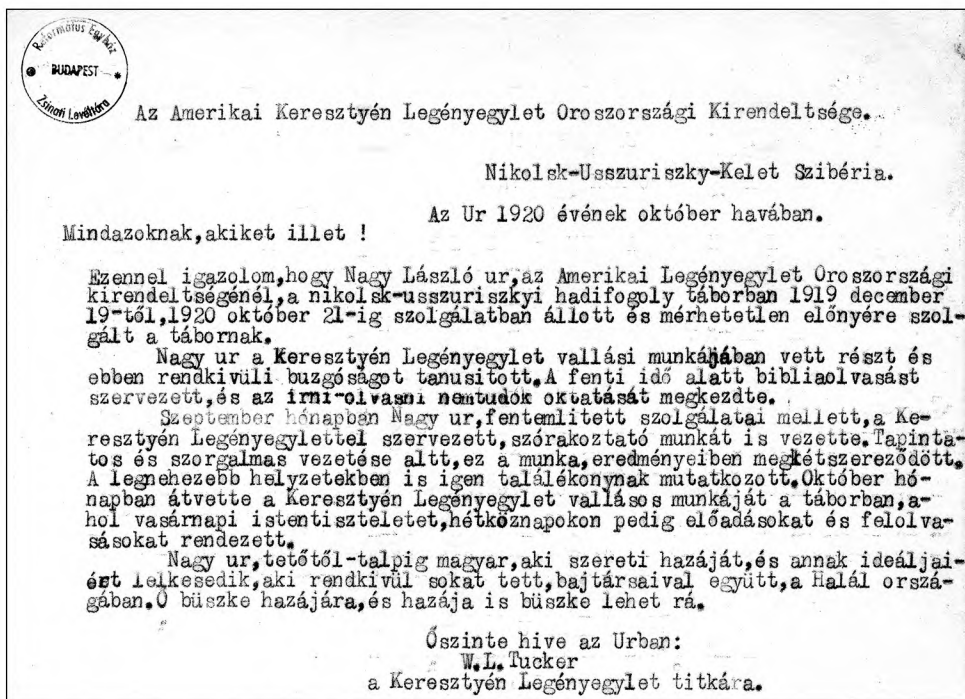 Református Egyház
BUDAPEST
Zsinati Levéltára
Az Amerikai Keresztyén Legényegylet Oroszországi Kirendeltsége.
Nikolsk-Usszuriszky-Kelet Szibéria.
Az Ur 1920 évének október havában.
Mindazoknak,akiket illet !
Ezennel igazolom,hogy Nagy László ur,az Amerikai Legényegylet Oroszországi
kirendeltségénél,a nikolsk-usszuriszkyi hadifogoly táborban 1919 december
19-től,1920 október 21-ig szolgálatban állott és mérhetetlen előnyére szol-
gált a tábornak.
Nagy ur a Keresztyén Legényegylet vallási munkájában vett részt és
ebben rendkivüli buzgóságot tanusitott.A fenti idő alatt bibliaolvasást
szervezett,és az irni-olvasni nemtudók oktatását megkezdte.
Szeptember hónapban Nagy ur,fentemlitett szolgálatai mellett,a Ke-
resztyén Legényegylettel szervezett,szórakoztató munkát is vezette.Tapinta-
tos és szorgalmas vezetése altt,ez a munka,eredményeiben megkétszereződött.
A legnehezebb helyzetekben is igen találékonynak mutatkozott.Október hó-
napban átvette a Keresztyén Legényegylet vallásos munkáját a táborban,a-
hol vasárnapi istentiszteletet,hétköznapokon pedig előadásokat és felolva-
sásokat rendezett.
Nagy ur,tetőtől-talpig magyar,aki szereti hazáját,és annak ideáljai-
ért lelkesedik,aki rendkivül sokat tett,bajtársaival együtt,a Halál orszá-
gában.Ő büszke hazájára,és hazája is büszke lehet rá.
Őszinte hive az Urban:
W.L.Tucker
a Keresztyén Legényegylet titkára.